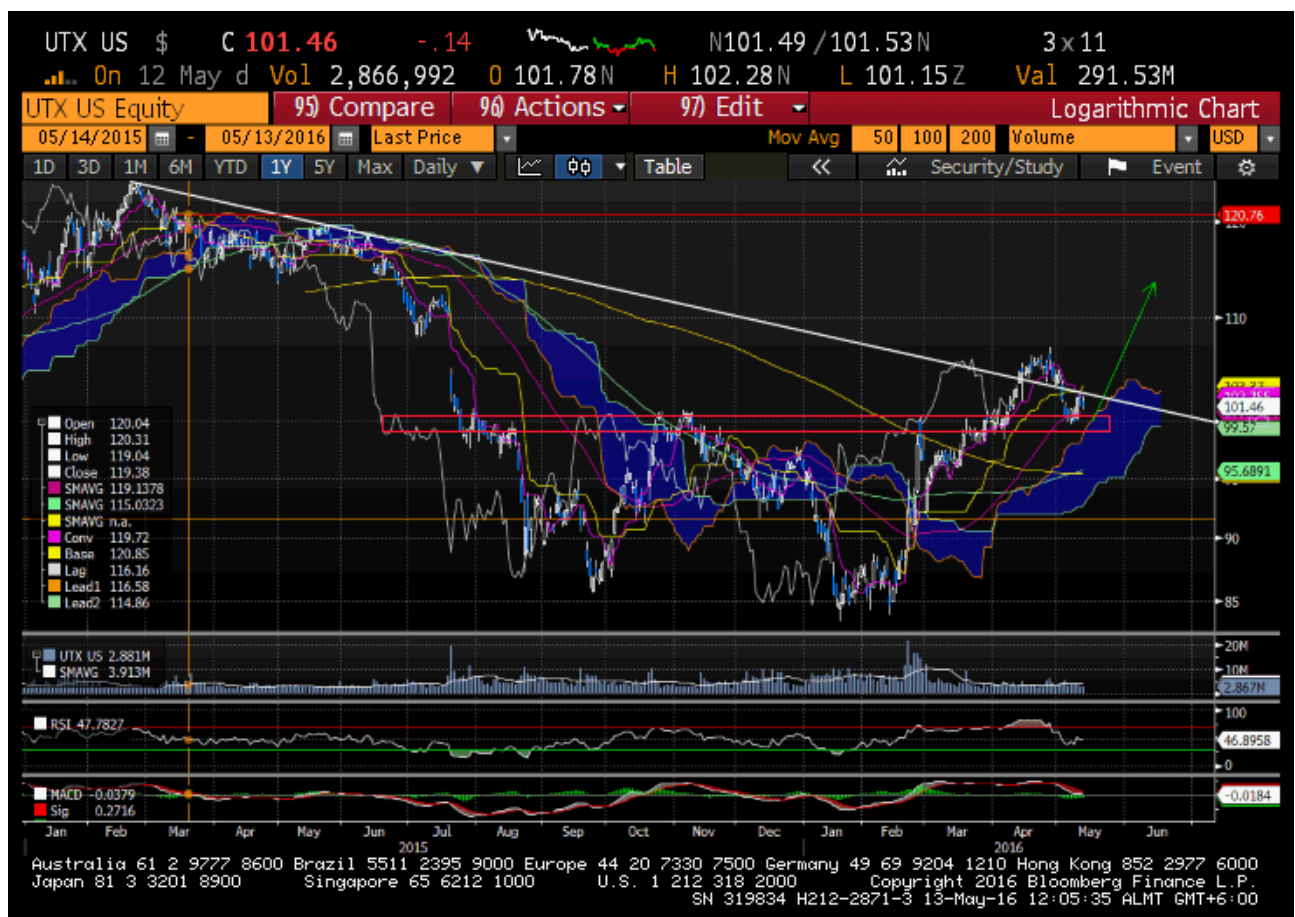 UTX US $ C 101.46 -.14 N101.49 /101.53N 3x11
On 12 May d Vol 2,866,992 O 101.78N H 102.28N L 101.15Z Val 291.53M
UTX US Equity 95) Compare 96) Actions 97) Edit Logarithmic Chart
05/14/2015 - 05/13/2016 Last Price Mov Avg 50 100 200 Volume USD
1D 3D 1M 6M YTD 1Y 5Y Max Daily ▼ Table << Security/Study Event
120.76
110
101.46
99.57
95.6891
90
85
Open 120.04
High 120.31
Low 119.04
Close 119.38
SMAVG 119.1378
SMAVG 115.0323
SMAVG n.a.
Conv 119.72
Base 120.85
Lag 116.16
Lead1 116.58
Lead2 114.86
UTX US 2.881M
SMAVG 3.913M
20M
10M
2.867M
RSI 47.7827
100
46.8958
0
MACD -0.0379
Sig 0.2716
-0.0184
Jan Feb Mar Apr May Jun Jul Aug Sep Oct Nov Dec Jan Feb Mar Apr May Jun
2015 2016
Australia 61 2 9777 8600 Brazil 5511 2395 9000 Europe 44 20 7330 7500 Germany 49 69 9204 1210 Hong Kong 852 2977 6000
Japan 81 3 3201 8900 Singapore 65 6212 1000 U.S. 1 212 318 2000 Copyright 2016 Bloomberg Finance L.P.
SN 319834 H212-2871-3 13-May-16 12:05:35 ALMT GMT+6:00